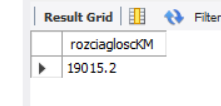 Result Grid Filter
rozciagloscKM
19015.2